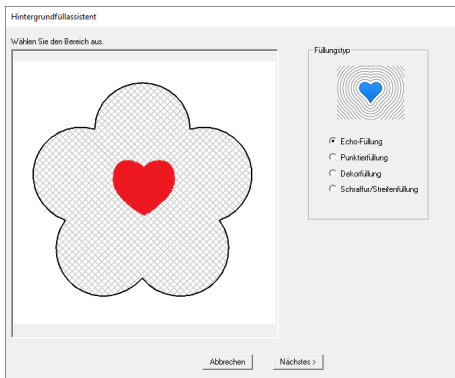 Hintergrundfüllassistent
Wählen Sie den Bereich aus.
Füllungstyp
Echo-Füllung
Punktierfüllung
Dekorfüllung
Schraffur/Streifenfüllung
Abbrechen
Nächstes >